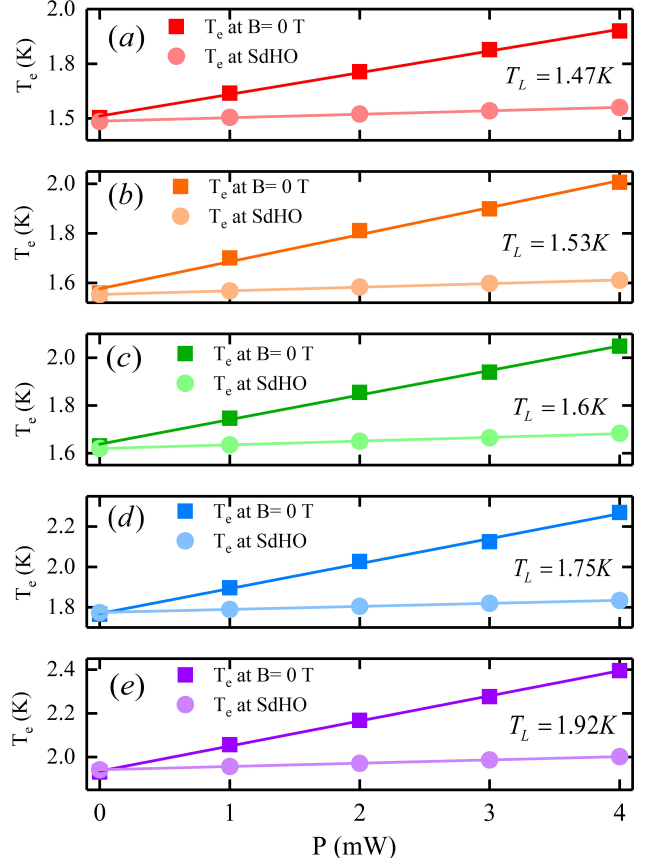 2.0
(a)
T_e at B= 0 T
T_e at SdHO
1.8
T_L = 1.47K
1.5
T_e (K)
2.0
(b)
T_e at B= 0 T
T_e at SdHO
1.8
T_L = 1.53K
1.6
T_e (K)
2.0
(c)
T_e at B= 0 T
T_e at SdHO
1.8
T_L = 1.6K
1.6
T_e (K)
2.2
(d)
T_e at B= 0 T
T_e at SdHO
2.0
T_L = 1.75K
1.8
T_e (K)
2.4
(e)
T_e at B= 0 T
T_e at SdHO
2.2
T_L = 1.92K
2.0
T_e (K)
0 1 2 3 4
P (mW)